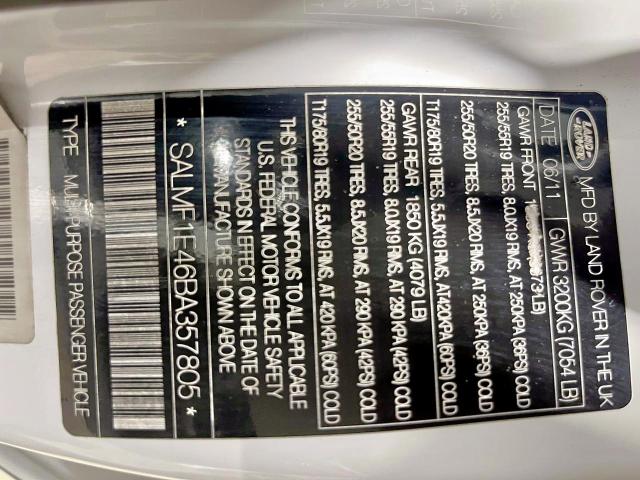 LAND ROVER
MFD BY LAND ROVER IN THE UK
DATE 06/11 GVWR 3200KG (7054 LB)
GAWR FRONT
255/55R19 TIRES, 8.0JX19 RIMS, AT 250KPA (36PSI) COLD
255/50R20 TIRES, 8.5JX20 RIMS, AT 250KPA (36PSI) COLD
T175/80R19 TIRES, 5.5JX19 RIMS, AT 420KPA (60PSI) COLD
GAWR REAR 1850 KG (4079 LB)
255/55R19 TIRES, 8.0JX19 RIMS, AT 290 KPA (42PSI) COLD
255/50R20 TIRES, 8.5JX20 RIMS, AT 290 KPA (42PSI) COLD
T175/80R19 TIRES, 5.5JX19 RIMS, AT 420 KPA (60PSI) COLD
THIS VEHICLE CONFORMS TO ALL APPLICABLE
U.S. FEDERAL MOTOR VEHICLE SAFETY
STANDARDS IN EFFECT ON THE DATE OF
MANUFACTURE SHOWN ABOVE
* SALMF1E46BA357805 *
TYPE MULTI-PURPOSE PASSENGER VEHICLE